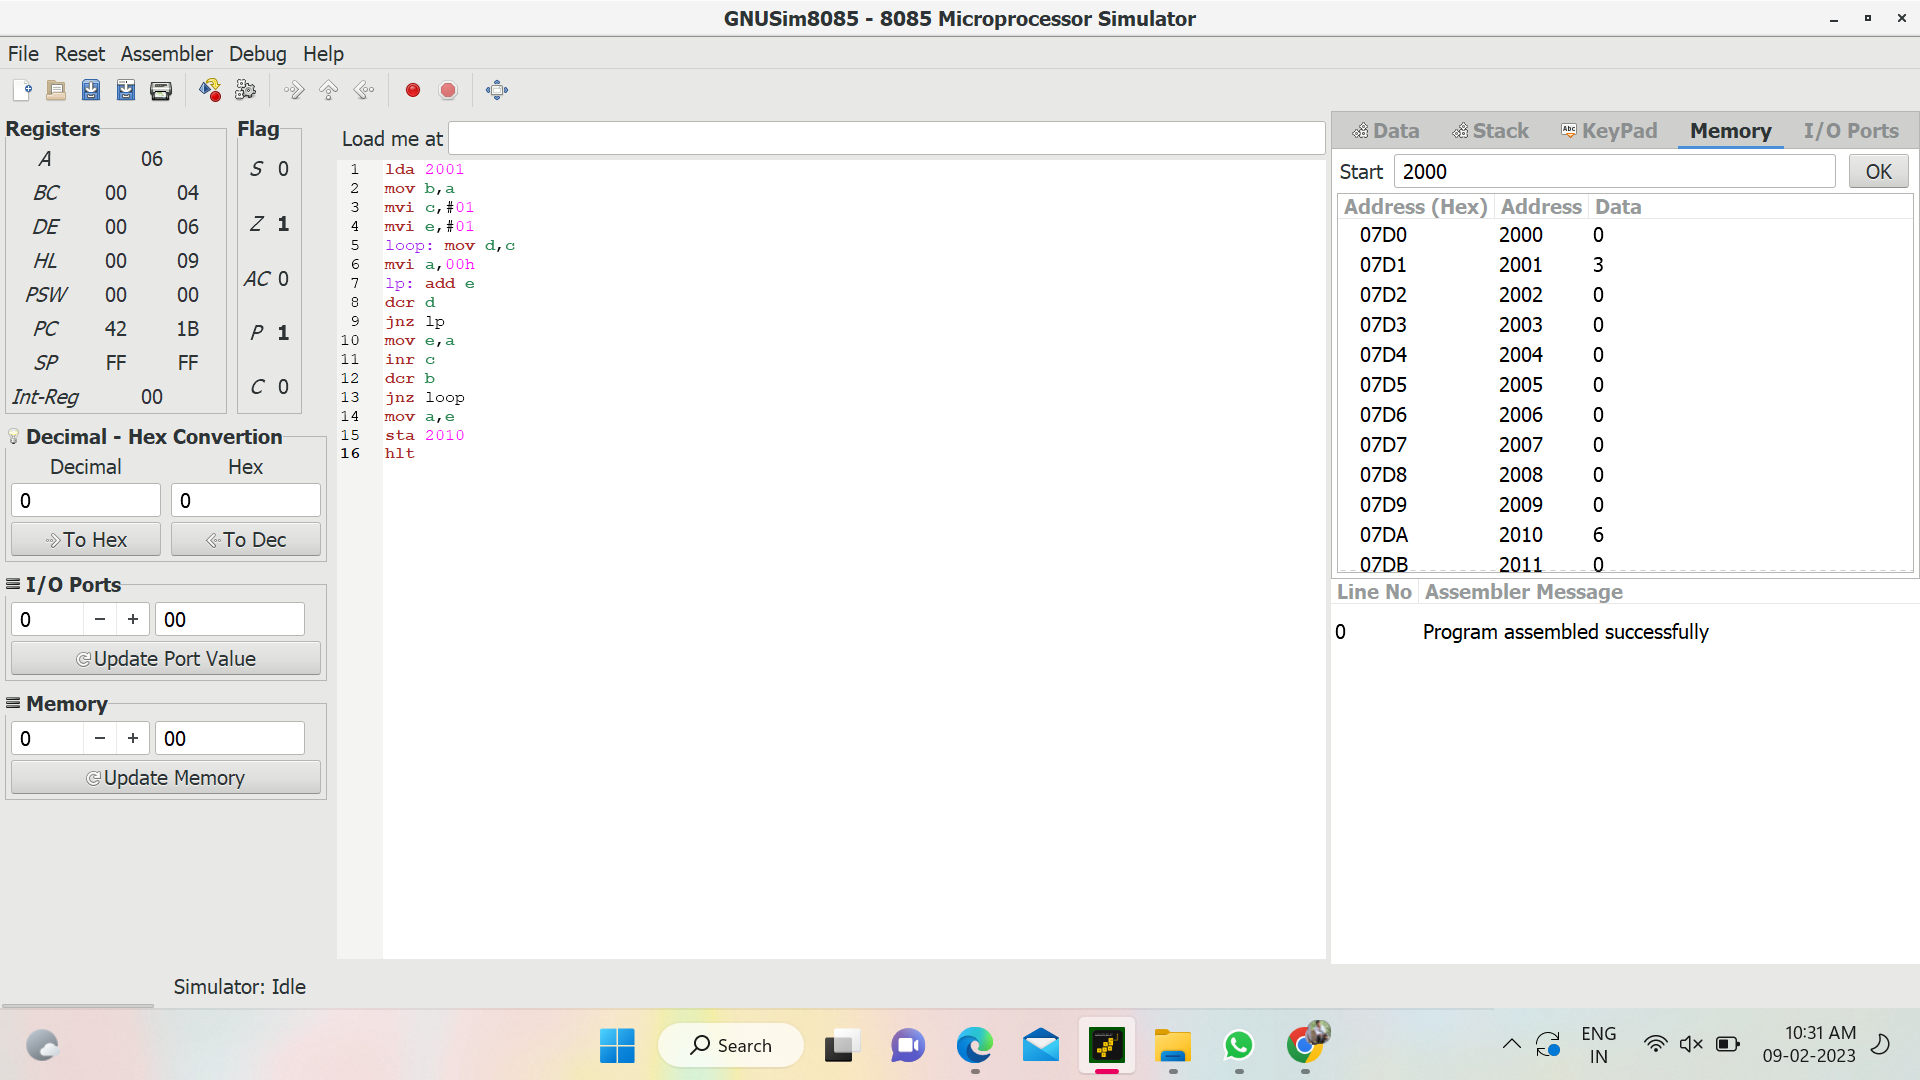 GNUSim8085 - 8085 Microprocessor Simulator
File Reset Assembler Debug Help
Registers
A 06
BC 00 04
DE 00 06
HL 00 09
PSW 00 00
PC 42 1B
SP FF FF
Int-Reg 00
Flag
S 0
Z 1
AC 0
P 1
C 0
Decimal - Hex Convertion
Decimal Hex
0 0
To Hex To Dec
I/O Ports
0 − + 00
Update Port Value
Memory
0 − + 00
Update Memory
Load me at
1 lda 2001
2 mov b,a
3 mvi c,#01
4 mvi e,#01
5 loop: mov d,c
6 mvi a,00h
7 lp: add e
8 dcr d
9 jnz lp
10 mov e,a
11 inr c
12 dcr b
13 jnz loop
14 mov a,e
15 sta 2010
16 hlt
Data Stack Abc KeyPad Memory I/O Ports
Start 2000 OK
Address (Hex) Address Data
07D0 2000 0
07D1 2001 3
07D2 2002 0
07D3 2003 0
07D4 2004 0
07D5 2005 0
07D6 2006 0
07D7 2007 0
07D8 2008 0
07D9 2009 0
07DA 2010 6
07DB 2011 0
Line No Assembler Message
0 Program assembled successfully
Simulator: Idle
Search
ENG
IN
10:31 AM
09-02-2023